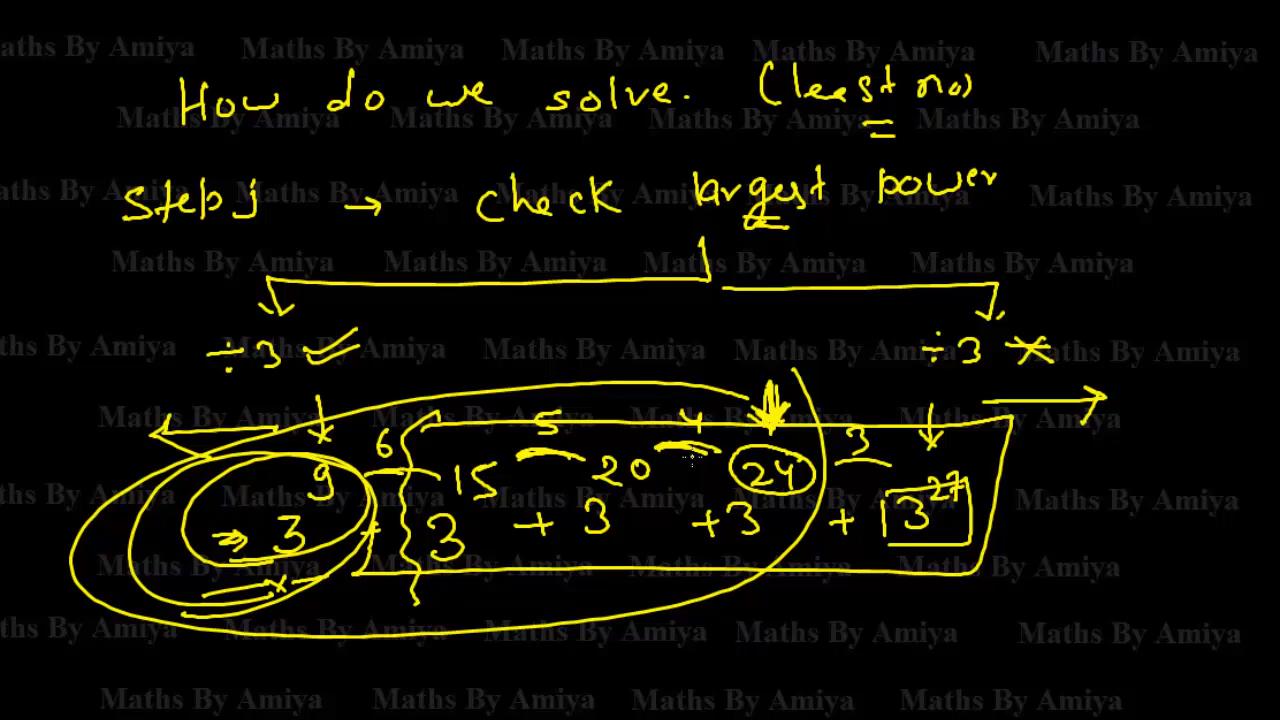 How do we solve. (least no)
Step 1 → check largest power
÷3 ✓ ÷3 ×
6 5 4 3
⇒ 3^9 + 3^15 + 3^20 + 3^24 + 3^27
Maths By Amiya